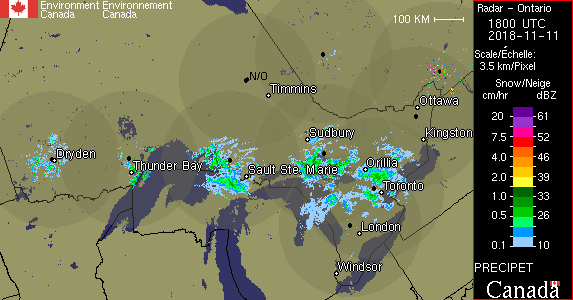 Environment Environnement
Canada Canada
100 KM
N/O
Timmins
Ottawa
Sudbury
Kingston
Dryden
Thunder Bay
Sault Ste. Marie
Orillia
Toronto
London
Windsor
Radar - Ontario
1800 UTC
2018-11-11
Scale/Échelle:
3.5 km/Pixel
Snow/Neige
cm/hr dBZ
20 61
7.5 52
4.0 46
2.0 39
1.0 33
0.5 26
0.1 10
PRECIPET
Canada